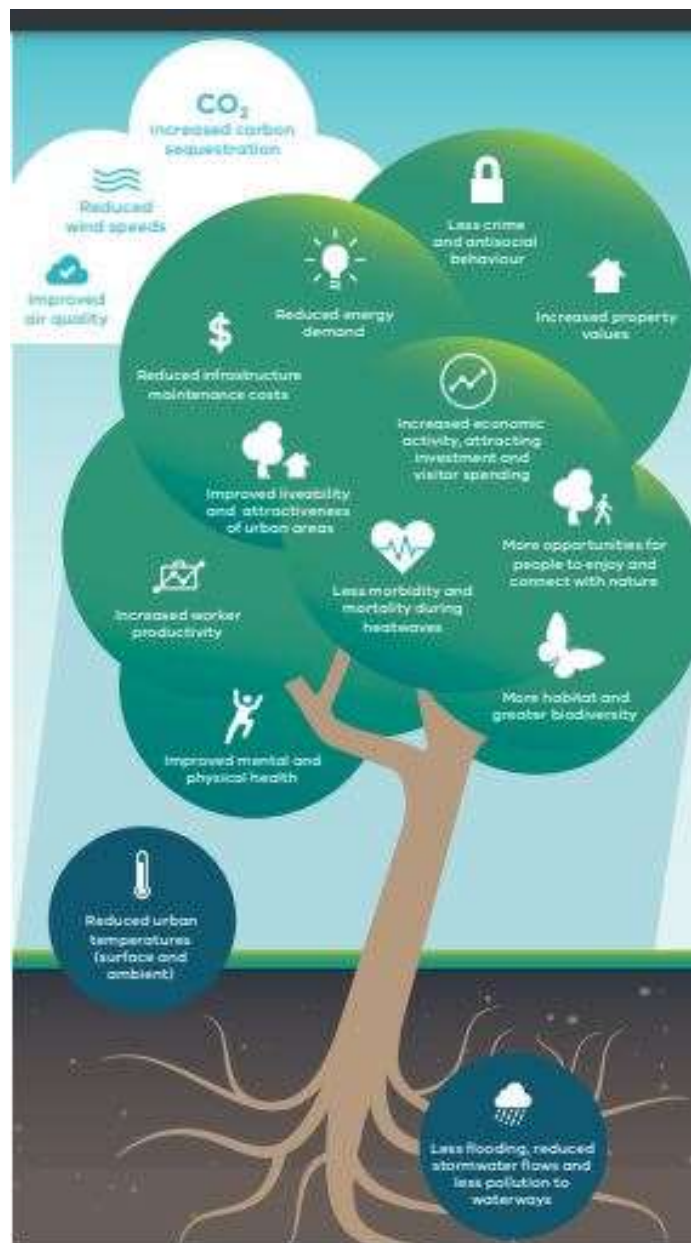 CO₂
Increased carbon
sequestration
Reduced
wind speeds
Improved
air quality
Less crime
and antisocial
behaviour
Increased property
values
Reduced energy
demand
$
Reduced infrastructure
maintenance costs
Increased economic
activity, attracting
investment and
visitor spending
Improved liveability
and attractiveness
of urban areas
More opportunities for
people to enjoy and
connect with nature
Less morbidity and
mortality during
heatwaves
Increased worker
productivity
More habitat and
greater biodiversity
Improved mental and
physical health
Reduced urban
temperatures
(surface and
ambient)
Less flooding, reduced
stormwater flows and
less pollution to
waterways